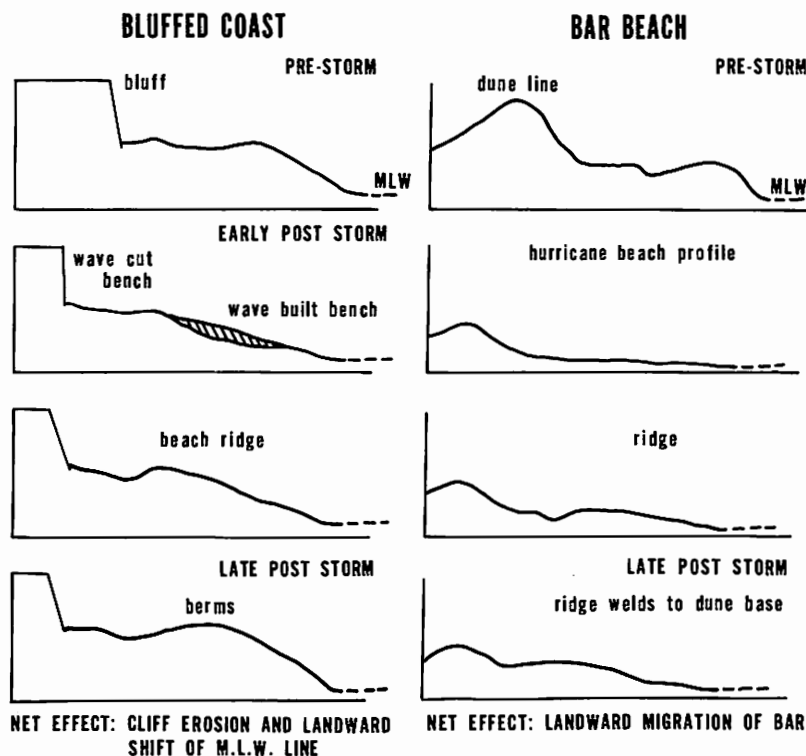 BLUFFED COAST
PRE-STORM
bluff
MLW
EARLY POST STORM
wave cut
bench
wave built bench
beach ridge
LATE POST STORM
berms
NET EFFECT: CLIFF EROSION AND LANDWARD
SHIFT OF M.L.W. LINE
BAR BEACH
PRE-STORM
dune line
MLW
hurricane beach profile
ridge
LATE POST STORM
ridge welds to dune base
NET EFFECT: LANDWARD MIGRATION OF BAR